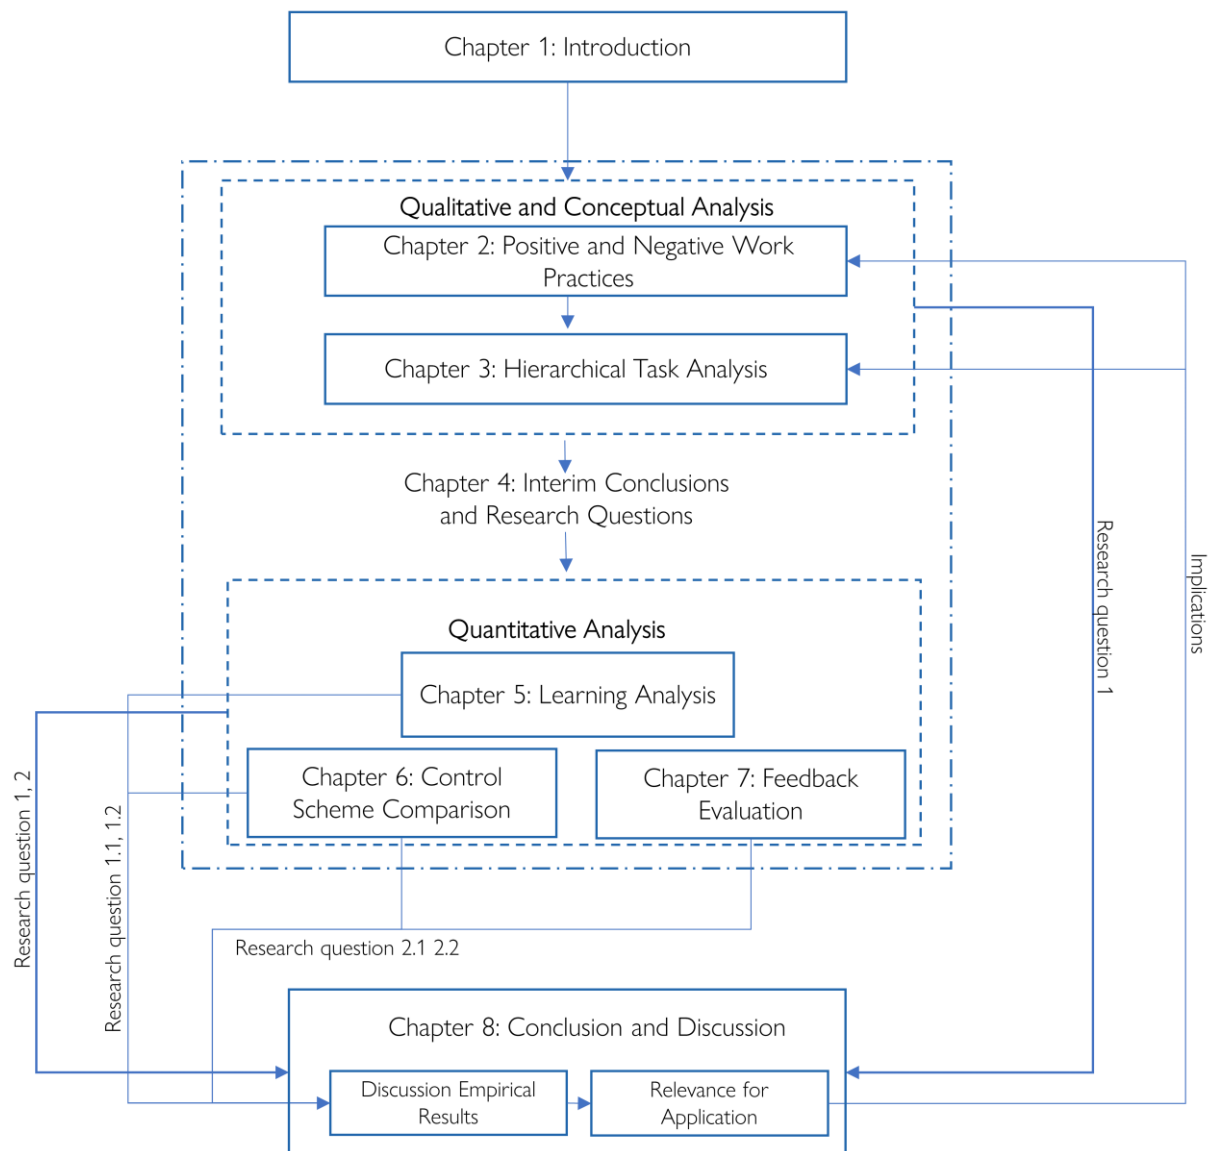 Chapter 1: Introduction
Qualitative and Conceptual Analysis
Chapter 2: Positive and Negative Work
Practices
Chapter 3: Hierarchical Task Analysis
Chapter 4: Interim Conclusions
and Research Questions
Research question 1
Implications
Quantitative Analysis
Chapter 5: Learning Analysis
Chapter 6: Control
Scheme Comparison
Chapter 7: Feedback
Evaluation
Research question 1, 2
Research question 1.1, 1.2
Research question 2.1 2.2
Chapter 8: Conclusion and Discussion
Discussion Empirical
Results
Relevance for
Application